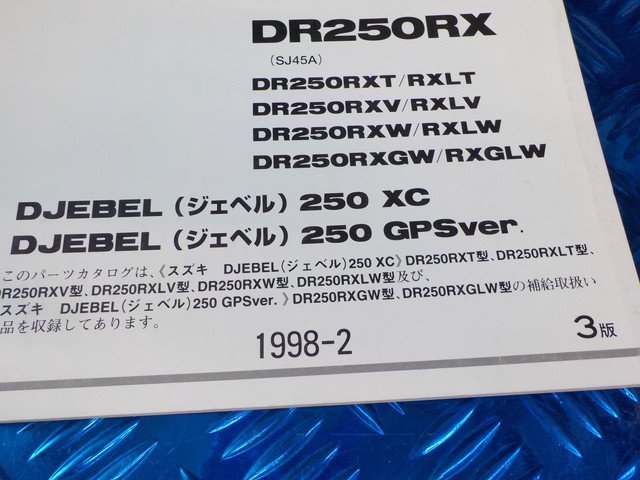 DR250RX
(SJ45A)
DR250RXT/RXLT
DR250RXV/RXLV
DR250RXW/RXLW
DR250RXGW/RXGLW
DJEBEL (ジェベル) 250 XC
DJEBEL (ジェベル) 250 GPSver.
このパーツカタログは、《スズキ DJEBEL(ジェベル)250 XC》DR250RXT型、DR250RXLT型、
DR250RXV型、DR250RXLV型、DR250RXW型、DR250RXLW型及び、
スズキ DJEBEL(ジェベル)250 GPSver.》DR250RXGW型、DR250RXGLW型の補給取扱い
品を収録してあります。
1998-2
3版